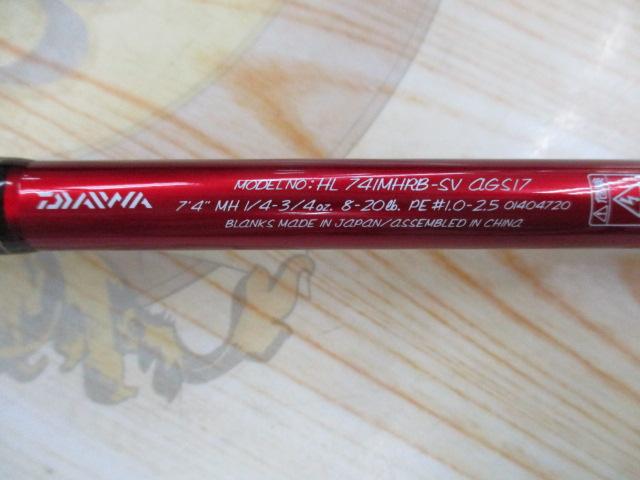 DAIWA
MODEL NO: HL 741MHRB-SV AGS17
7'4" MH 1/4-3/4oz. 8-20lb. PE#1.0-2.5 01404720
BLANKS MADE IN JAPAN/ASSEMBLED IN CHINA